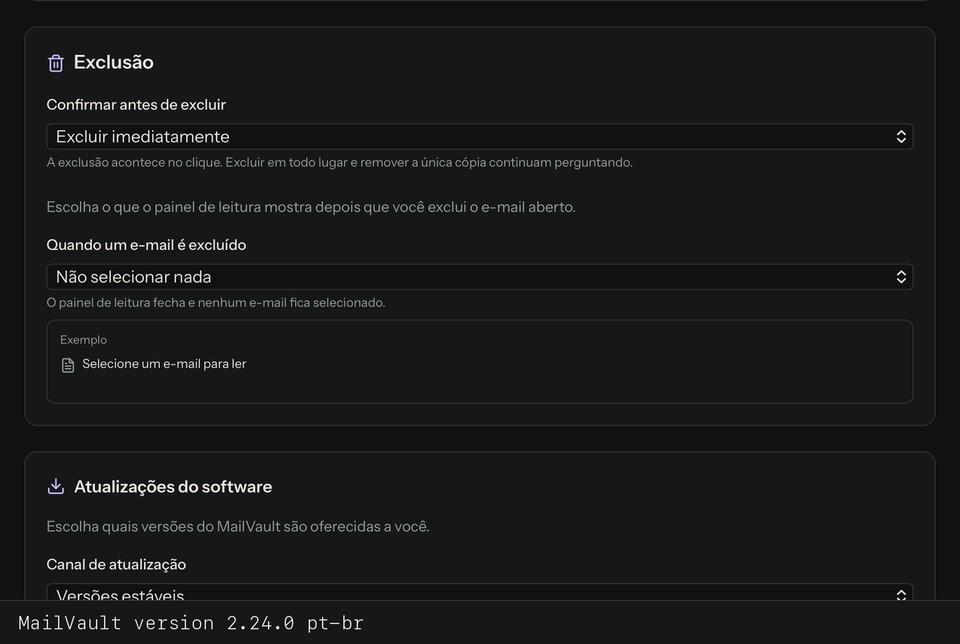 Exclusão
Confirmar antes de excluir
Excluir imediatamente
A exclusão acontece no clique. Excluir em todo lugar e remover a única cópia continuam perguntando.
Escolha o que o painel de leitura mostra depois que você exclui o e-mail aberto.
Quando um e-mail é excluído
Não selecionar nada
O painel de leitura fecha e nenhum e-mail fica selecionado.
Exemplo
Selecione um e-mail para ler
Atualizações do software
Escolha quais versões do MailVault são oferecidas a você.
Canal de atualização
Versões estáveis
MailVault version 2.24.0 pt-br